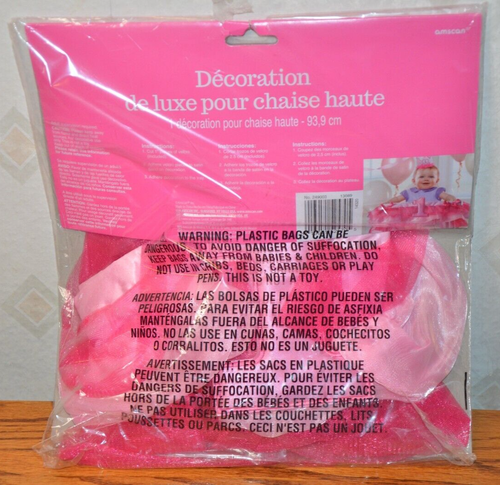 amscan
Décoration
de luxe pour chaise haute
1 décoration pour chaise haute - 93,9 cm
Instructions: Instrucciones: Instructions:
WARNING: PLASTIC BAGS CAN BE
DANGEROUS. TO AVOID DANGER OF SUFFOCATION,
KEEP BAGS AWAY FROM BABIES & CHILDREN. DO
NOT USE IN CRIBS, BEDS, CARRIAGES OR PLAY
PENS. THIS IS NOT A TOY.
ADVERTENCIA: LAS BOLSAS DE PLÁSTICO PUEDEN SER
PELIGROSAS. PARA EVITAR EL RIESGO DE ASFIXIA
MANTÉNGALAS FUERA DEL ALCANCE DE BEBÉS Y
NIÑOS. NO LAS USE EN CUNAS, CAMAS, COCHECITOS
O CORRALITOS. ESTO NO ES UN JUGUETE.
AVERTISSEMENT: LES SACS EN PLASTIQUE
PEUVENT ÊTRE DANGEREUX. POUR ÉVITER LES
DANGERS DE SUFFOCATION, GARDEZ LES SACS
HORS DE LA PORTÉE DES BÉBÉS ET DES ENFANTS.
NE PAS UTILISER DANS LES COUCHETTES, LITS,
POUSSETTES OU PARCS. CECI N'EST PAS UN JOUET.